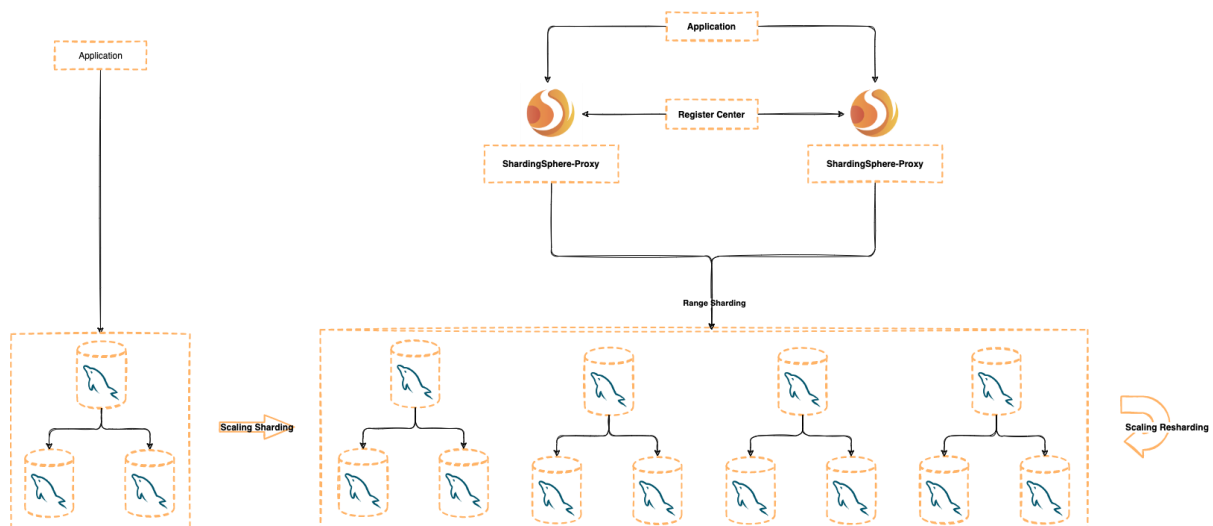 Application
Application
Register Center
ShardingSphere-Proxy
ShardingSphere-Proxy
Range Sharding
Scaling Sharding
Scaling Resharding